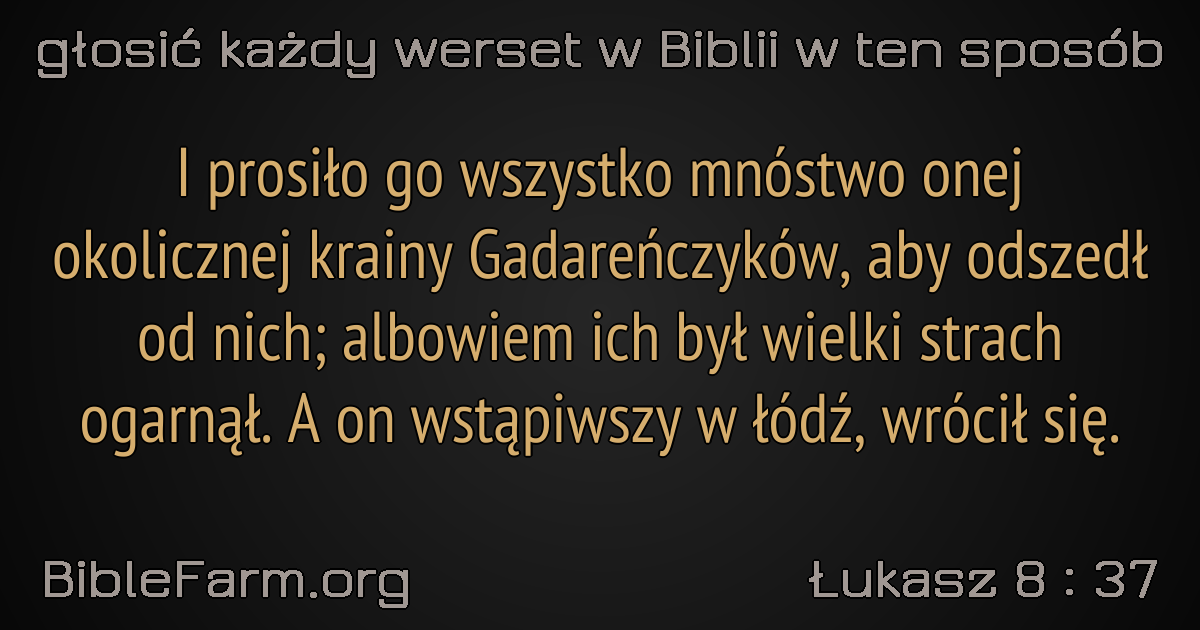 głosić każdy werset w Biblii w ten sposób
I prosiło go wszystko mnóstwo onej
okolicznej krainy Gadareńczyków, aby odszedł
od nich; albowiem ich był wielki strach
ogarnął. A on wstąpiwszy w łódź, wrócił się.
BibleFarm.org
Łukasz 8 : 37